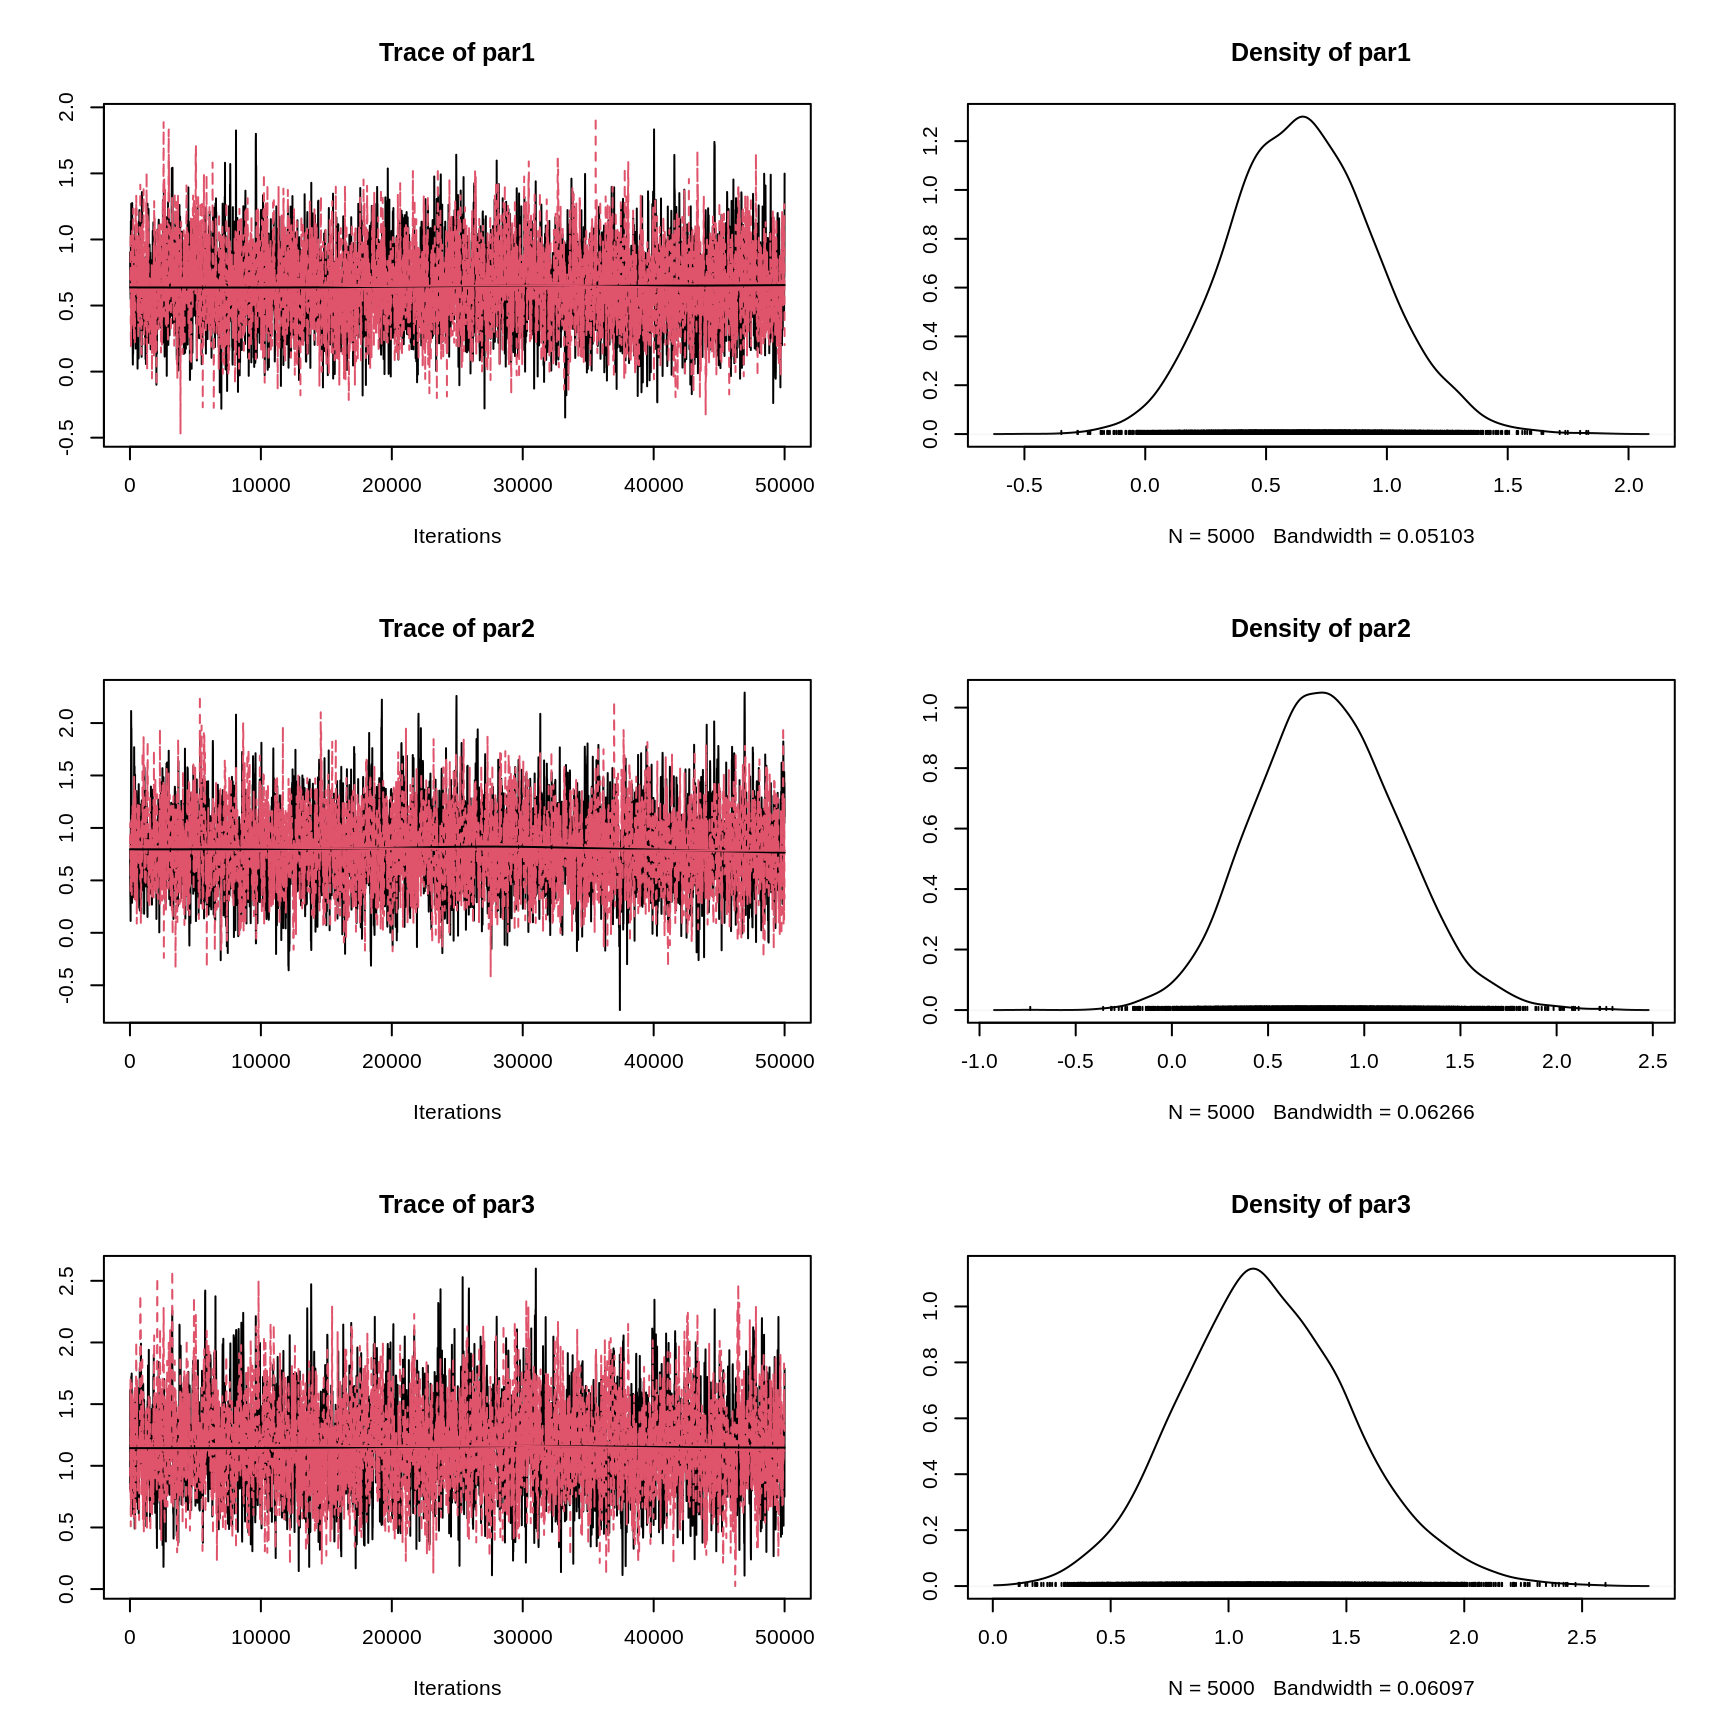 Trace of par1
2.0
1.5
1.0
0.5
0.0
-0.5
0 10000 20000 30000 40000 50000
Iterations
Density of par1
1.2
1.0
0.8
0.6
0.4
0.2
0.0
-0.5 0.0 0.5 1.0 1.5 2.0
N = 5000 Bandwidth = 0.05103
Trace of par2
2.0
1.5
1.0
0.5
0.0
-0.5
0 10000 20000 30000 40000 50000
Iterations
Density of par2
1.0
0.8
0.6
0.4
0.2
0.0
-1.0 -0.5 0.0 0.5 1.0 1.5 2.0 2.5
N = 5000 Bandwidth = 0.06266
Trace of par3
2.5
2.0
1.5
1.0
0.5
0.0
0 10000 20000 30000 40000 50000
Iterations
Density of par3
1.0
0.8
0.6
0.4
0.2
0.0
0.0 0.5 1.0 1.5 2.0 2.5
N = 5000 Bandwidth = 0.06097